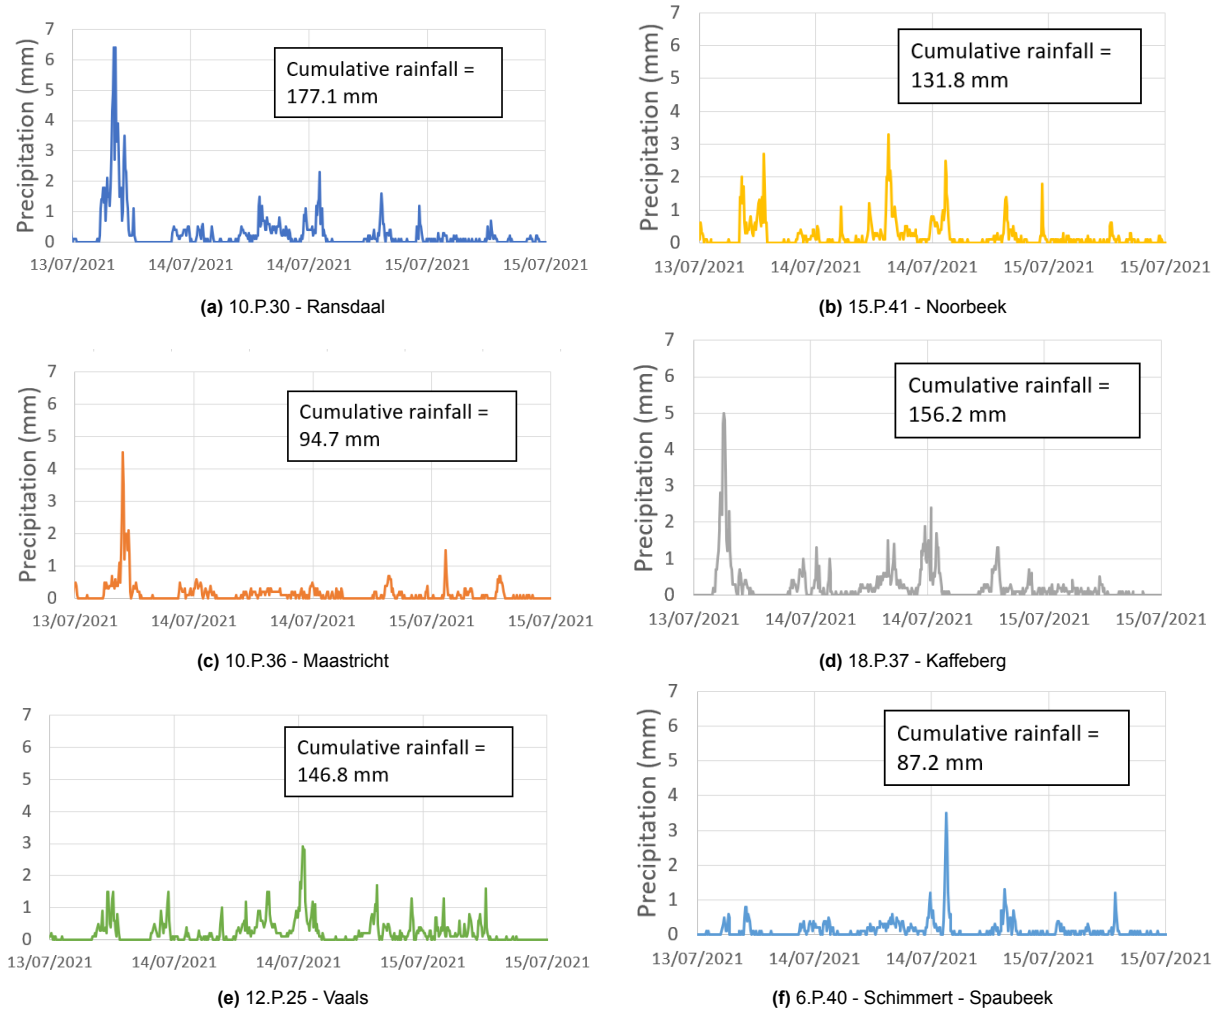 7
6
5
4
3
2
1
0
Precipitation (mm)
Cumulative rainfall =
177.1 mm
13/07/2021 14/07/2021 14/07/2021 15/07/2021 15/07/2021
(a) 10.P.30 - Ransdaal
7
6
5
4
3
2
1
0
Precipitation (mm)
Cumulative rainfall =
131.8 mm
13/07/2021 14/07/2021 14/07/2021 15/07/2021 15/07/2021
(b) 15.P.41 - Noorbeek
7
6
5
4
3
2
1
0
Precipitation (mm)
Cumulative rainfall =
94.7 mm
13/07/2021 14/07/2021 14/07/2021 15/07/2021 15/07/2021
(c) 10.P.36 - Maastricht
7
6
5
4
3
2
1
0
Precipitation (mm)
Cumulative rainfall =
156.2 mm
13/07/2021 14/07/2021 14/07/2021 15/07/2021 15/07/2021
(d) 18.P.37 - Kaffeberg
7
6
5
4
3
2
1
0
Precipitation (mm)
Cumulative rainfall =
146.8 mm
13/07/2021 14/07/2021 14/07/2021 15/07/2021 15/07/2021
(e) 12.P.25 - Vaals
7
6
5
4
3
2
1
0
Precipitation (mm)
Cumulative rainfall =
87.2 mm
13/07/2021 14/07/2021 14/07/2021 15/07/2021 15/07/2021
(f) 6.P.40 - Schimmert - Spaubeek